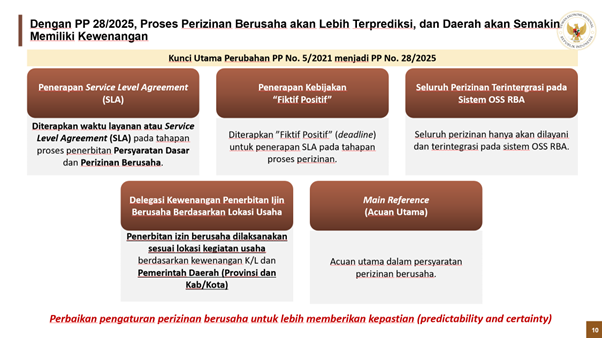 Dengan PP 28/2025, Proses Perizinan Berusaha akan Lebih Terprediksi, dan Daerah akan Semakin
Memiliki Kewenangan
Kunci Utama Perubahan PP No. 5/2021 menjadi PP No. 28/2025
Penerapan Service Level Agreement
(SLA)
Diterapkan waktu layanan atau Service
Level Agreement (SLA) pada tahapan
proses penerbitan Persyaratan Dasar
dan Perizinan Berusaha.
Penerapan Kebijakan
“Fiktif Positif”
Diterapkan ”Fiktif Positif” (deadline)
untuk penerapan SLA pada tahapan
proses perizinan.
Seluruh Perizinan Terintergrasi pada
Sistem OSS RBA
Seluruh perizinan hanya akan dilayani
dan terintegrasi pada sistem OSS RBA.
Delegasi Kewenangan Penerbitan Ijin
Berusaha Berdasarkan Lokasi Usaha
Penerbitan izin berusaha dilaksanakan
sesuai lokasi kegiatan usaha
berdasarkan kewenangan K/L dan
Pemerintah Daerah (Provinsi dan
Kab/Kota)
Main Reference
(Acuan Utama)
Acuan utama dalam persyaratan
perizinan berusaha.
Perbaikan pengaturan perizinan berusaha untuk lebih memberikan kepastian (predictability and certainty)
10